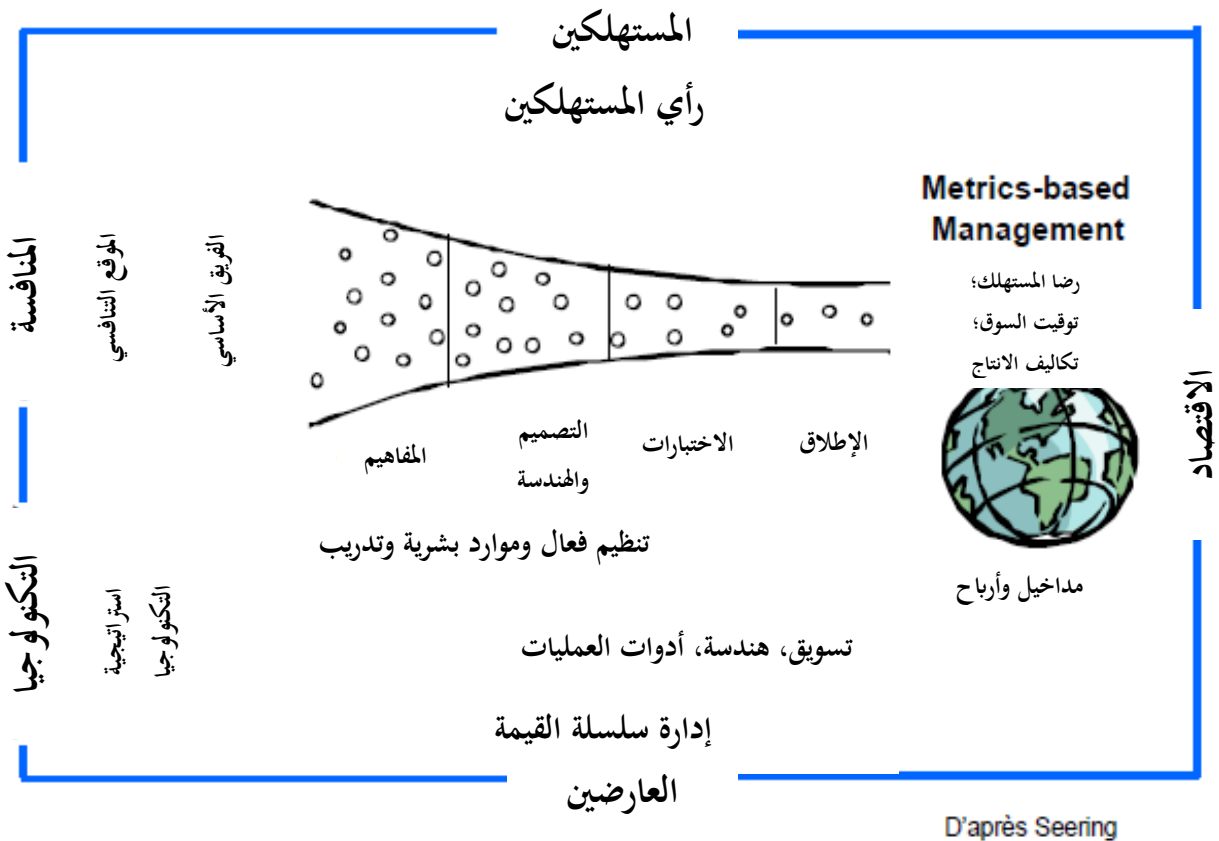 المستهلكين
رأي المستهلكين
Metrics-based
Management
رضا المستهلك؛
توقيت السوق؛
تكاليف الانتاج
المنافسة
الموقع التنافسي
الفريق الأساسي
الاقتصاد
المفاهيم
التصميم
والهندسة
الاختبارات
الإطلاق
تنظيم فعال وموارد بشرية وتدريب
مداخيل وأرباح
التكنولوجيا
استراتيجية
التكنولوجيا
تسويق، هندسة، أدوات العمليات
إدارة سلسلة القيمة
العارضين
D'après Seering